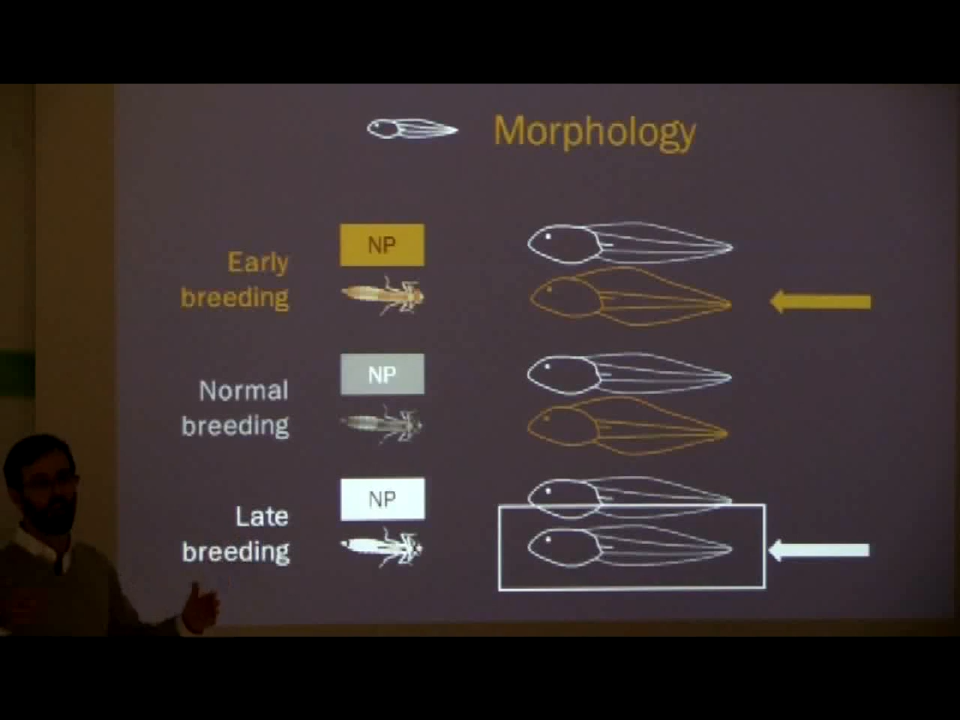 Morphology
NP
Early
breeding
NP
Normal
breeding
NP
Late
breeding